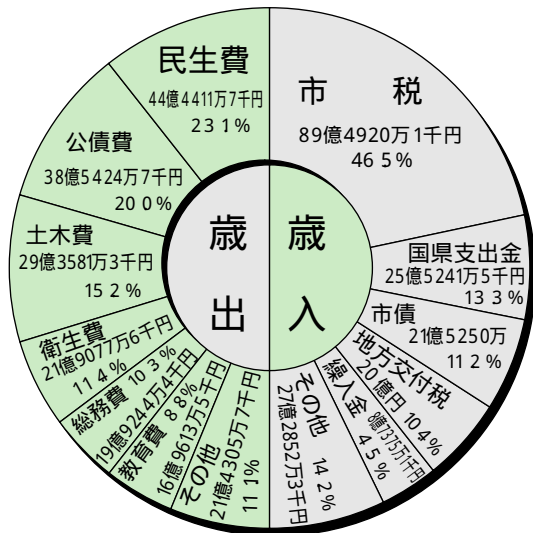 歳入
市税
89億4920万1千円
46 5%
国県支出金
25億5241万5千円
13 3%
市債
21億5250万
11 2%
地方交付税
20億円 10 4%
繰入金
8億7375万1千円
4 5%
その他
27億2852万3千円
14 2%
歳出
民生費
44億4411万7千円
23 1%
公債費
38億5424万7千円
20 0%
土木費
29億3581万3千円
15 2%
衛生費
21億9077万6千円
11 4%
総務費 10 3%
19億9244万4千円
教育費 8 8%
16億9613万5千円
その他
21億4305万7千円
11 1%